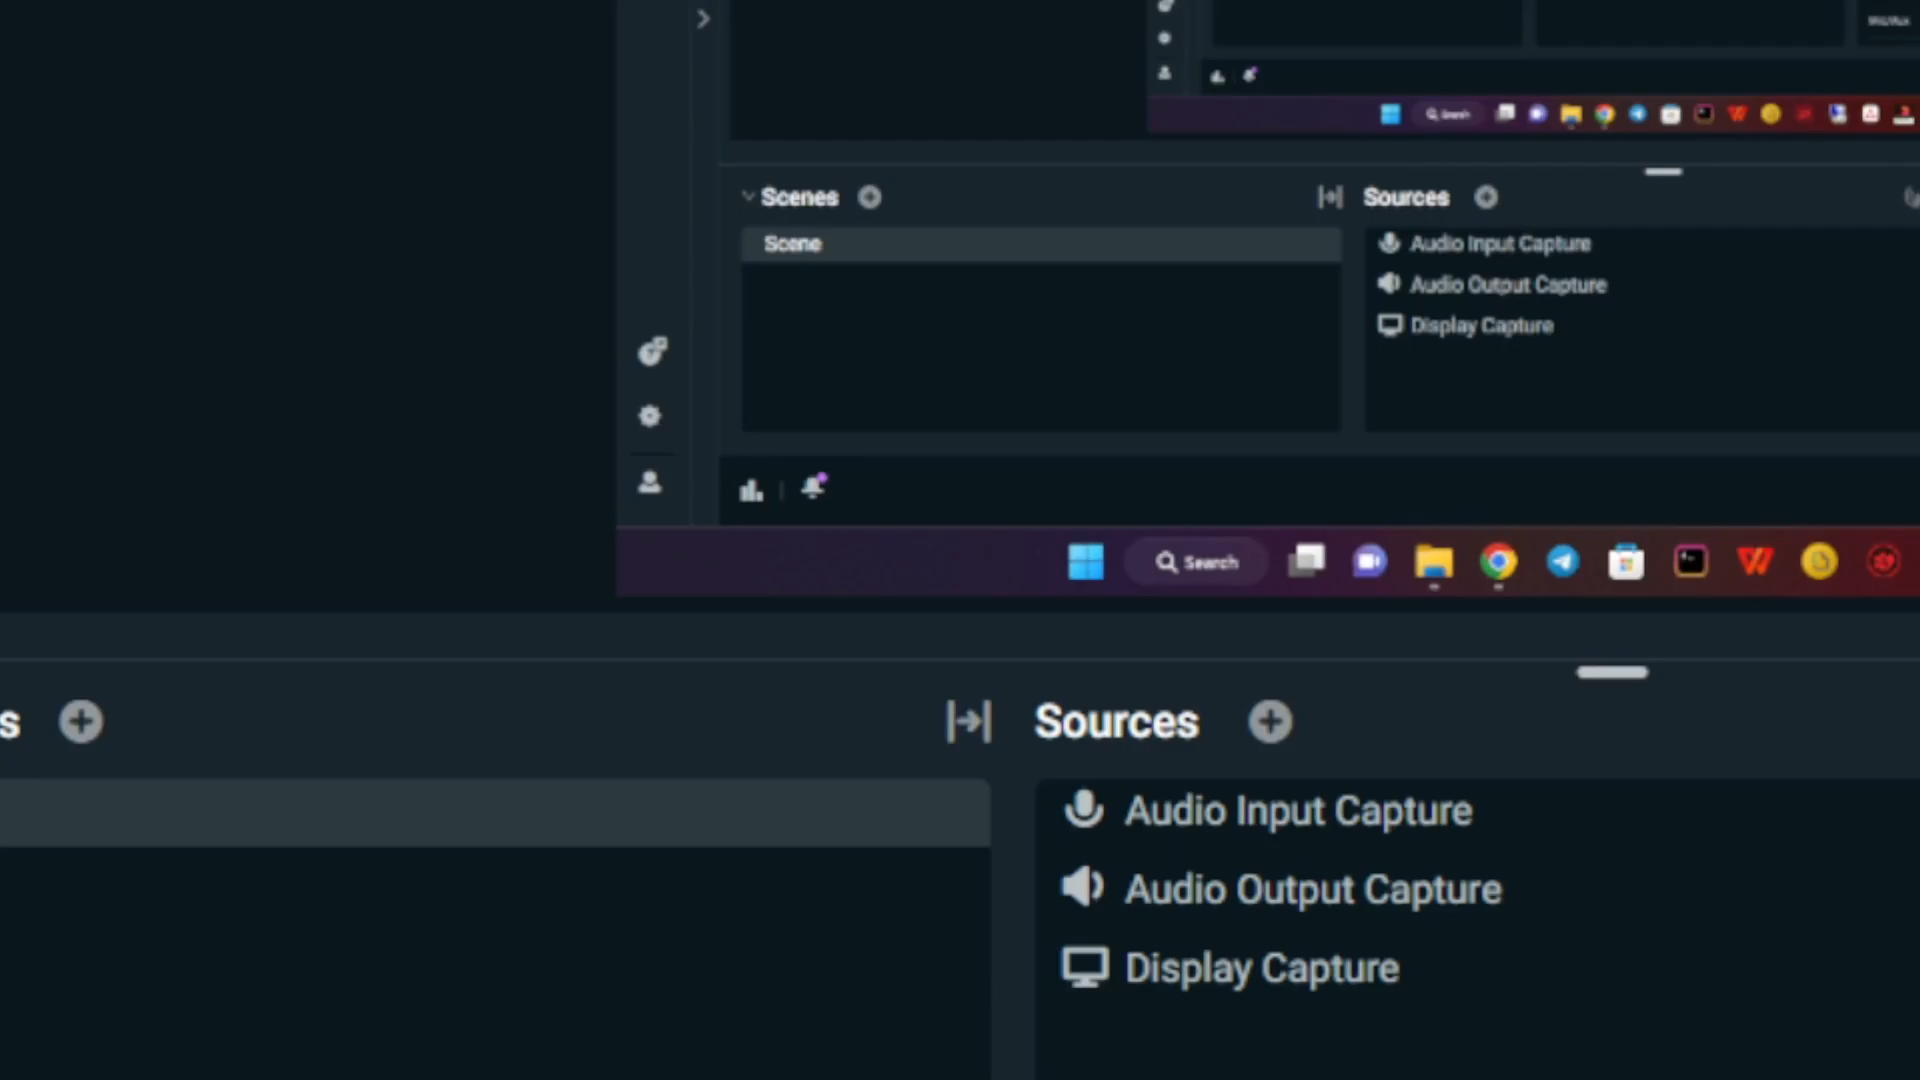 Scenes
Sources
Scene
Audio Input Capture
Audio Output Capture
Display Capture
Search
s
Sources
Audio Input Capture
Audio Output Capture
Display Capture